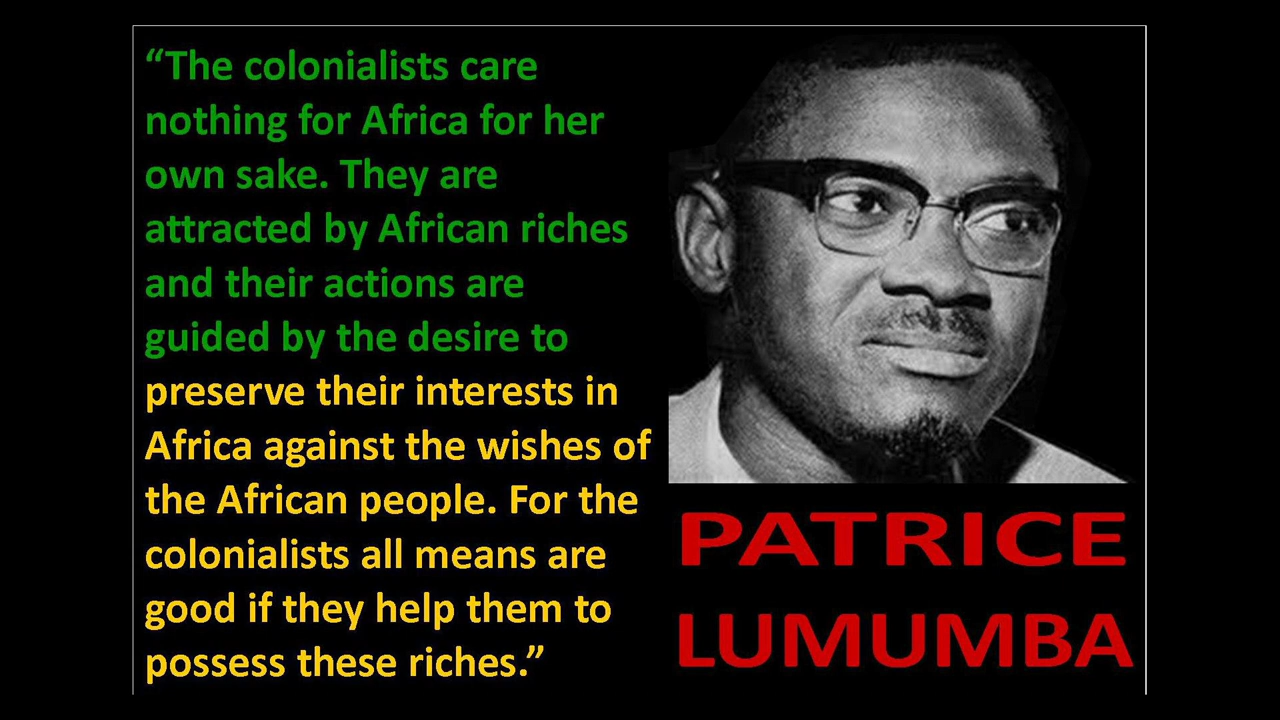 “The colonialists care
nothing for Africa for her
own sake. They are
attracted by African riches
and their actions are
guided by the desire to
preserve their interests in
Africa against the wishes of
the African people. For the
colonialists all means are
good if they help them to
possess these riches.”
PATRICE
LUMUMBA